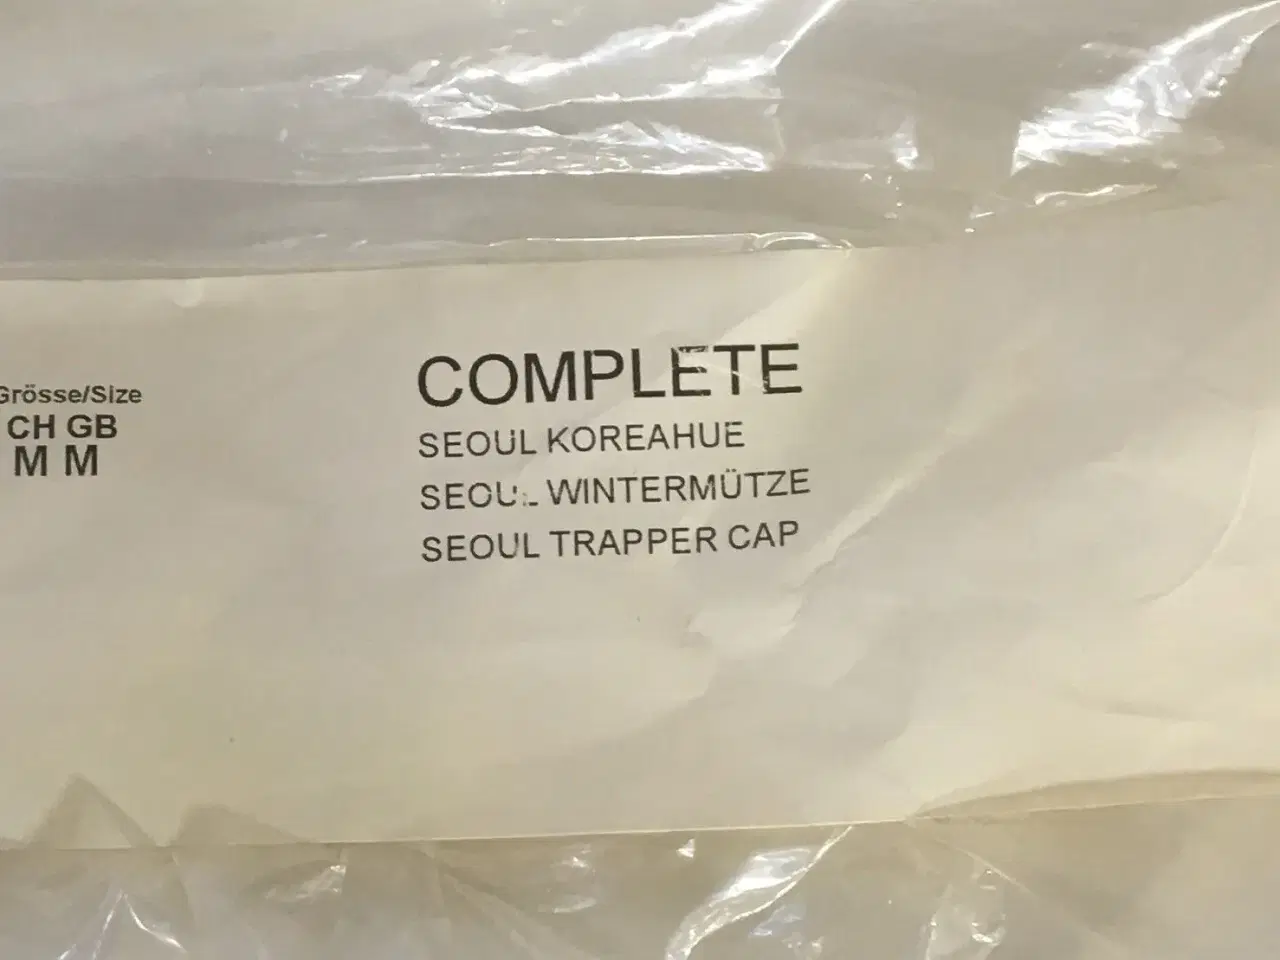 Grösse/Size
CH GB
M M
COMPLETE
SEOUL KOREAHUE
SEOUL WINTERMÜTZE
SEOUL TRAPPER CAP